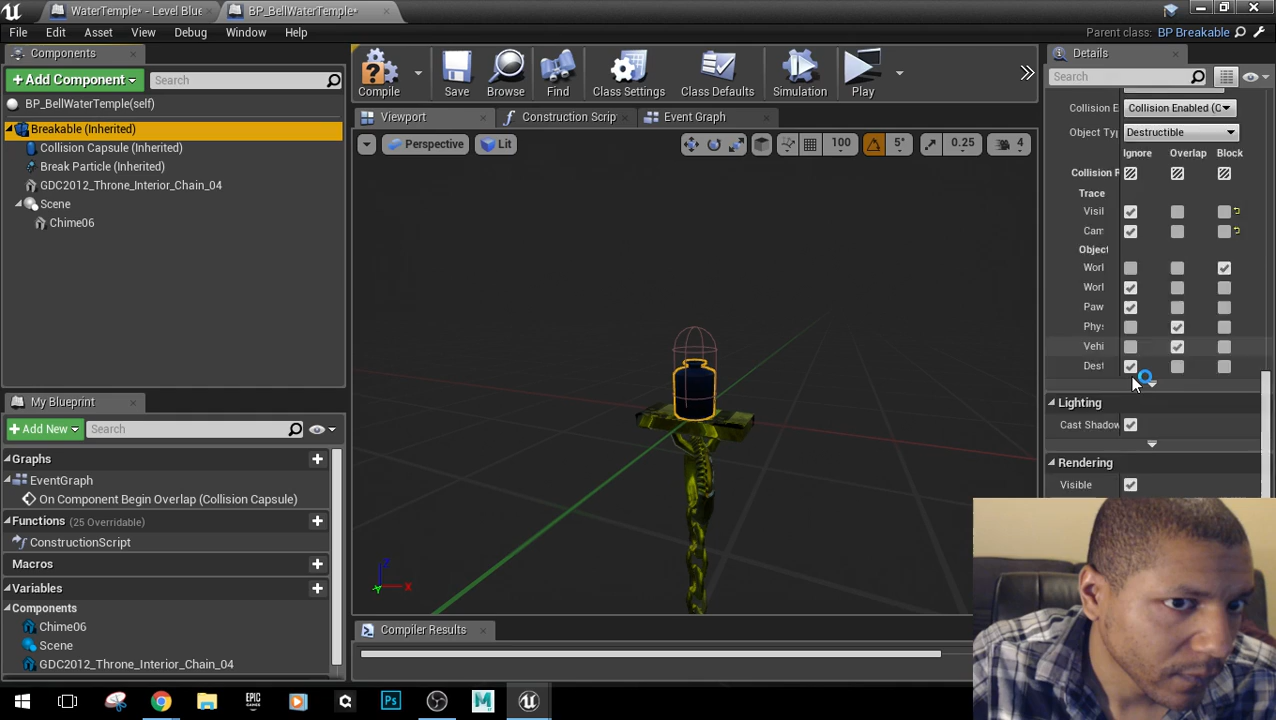 WaterTemple* - Level Blue
BP_BellWaterTemple*
File Edit Asset View Debug Window Help
Parent class: BP Breakable
Components
Details
+Add Component
Search
BP_BellWaterTemple(self)
Breakable (Inherited)
Collision Capsule (Inherited)
Break Particle (Inherited)
GDC2012_Throne_Interior_Chain_04
Scene
Chime06
Compile
Save
Browse
Find
Class Settings
Class Defaults
Simulation
Play
Viewport
Construction Scrip
Event Graph
Perspective
Lit
100
5°
0.25
4
X
Z
Y
Search
Collision E
Collision Enabled (C
Object Typ
Destructible
Ignore Overlap Block
Collision R
Trace
Visil
Cam
Object
Worl
Worl
Paw
Phy:
Vehi
Dest
Lighting
Cast Shadow
Rendering
Visible
My Blueprint
+Add New
Search
Graphs
EventGraph
On Component Begin Overlap (Collision Capsule)
Functions (25 Overridable)
ConstructionScript
Macros
Variables
Components
Chime06
Scene
GDC2012_Throne_Interior_Chain_04
Compiler Results
EPIC GAMES
Ps
M